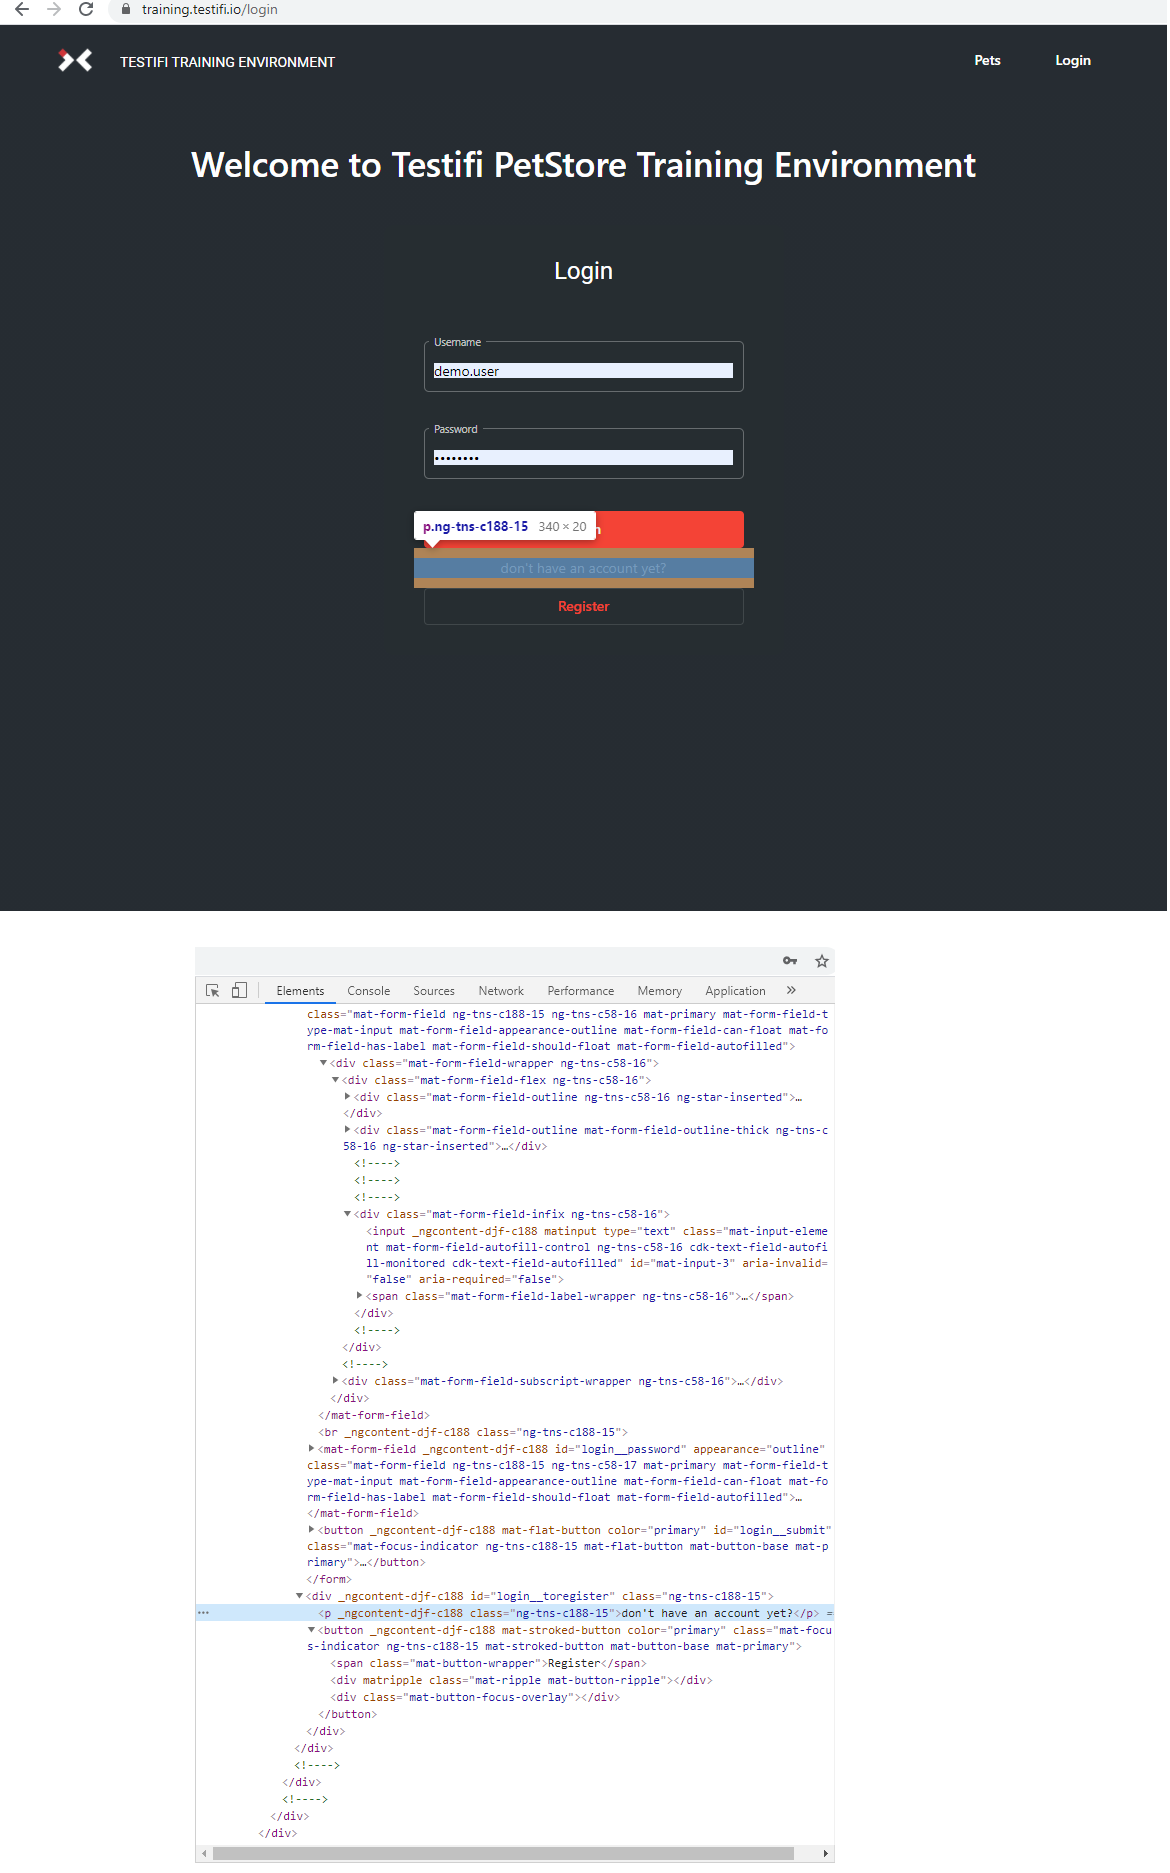 training.testifi.io/login
TESTIFI TRAINING ENVIRONMENT
Pets
Login
Welcome to Testifi PetStore Training Environment
Login
Username
demo.user
Password
••••••••
p.ng-tns-c188-15 340 × 20
don't have an account yet?
Register
Elements Console Sources Network Performance Memory Application »
class="mat-form-field ng-tns-c188-15 ng-tns-c58-16 mat-primary mat-form-field-t
ype-mat-input mat-form-field-appearance-outline mat-form-field-can-float mat-fo
rm-field-has-label mat-form-field-should-float mat-form-field-autofilled">
<div class="mat-form-field-wrapper ng-tns-c58-16">
<div class="mat-form-field-flex ng-tns-c58-16">
<div class="mat-form-field-outline ng-tns-c58-16 ng-star-inserted">…
</div>
<div class="mat-form-field-outline mat-form-field-outline-thick ng-tns-c
58-16 ng-star-inserted">…</div>
<!---->
<!---->
<!---->
<div class="mat-form-field-infix ng-tns-c58-16">
<input _ngcontent-djf-c188 matinput type="text" class="mat-input-eleme
nt mat-form-field-autofill-control ng-tns-c58-16 cdk-text-field-autofi
ll-monitored cdk-text-field-autofilled" id="mat-input-3" aria-invalid=
"false" aria-required="false">
<span class="mat-form-field-label-wrapper ng-tns-c58-16">…</span>
</div>
<!---->
</div>
<!---->
<div class="mat-form-field-subscript-wrapper ng-tns-c58-16">…</div>
</div>
</mat-form-field>
<br _ngcontent-djf-c188 class="ng-tns-c188-15">
<mat-form-field _ngcontent-djf-c188 id="login__password" appearance="outline"
class="mat-form-field ng-tns-c188-15 ng-tns-c58-17 mat-primary mat-form-field-t
ype-mat-input mat-form-field-appearance-outline mat-form-field-can-float mat-fo
rm-field-has-label mat-form-field-should-float mat-form-field-autofilled">…
</mat-form-field>
<button _ngcontent-djf-c188 mat-flat-button color="primary" id="login__submit"
class="mat-focus-indicator ng-tns-c188-15 mat-flat-button mat-button-base mat-p
rimary">…</button>
</form>
<div _ngcontent-djf-c188 id="login__toregister" class="ng-tns-c188-15">
<p _ngcontent-djf-c188 class="ng-tns-c188-15">don't have an account yet?</p> =
<button _ngcontent-djf-c188 mat-stroked-button color="primary" class="mat-foc
us-indicator ng-tns-c188-15 mat-stroked-button mat-button-base mat-primary">
<span class="mat-button-wrapper">Register</span>
<div matripple class="mat-ripple mat-button-ripple"></div>
<div class="mat-button-focus-overlay"></div>
</button>
</div>
</div>
<!---->
</div>
<!---->
</div>
</div>